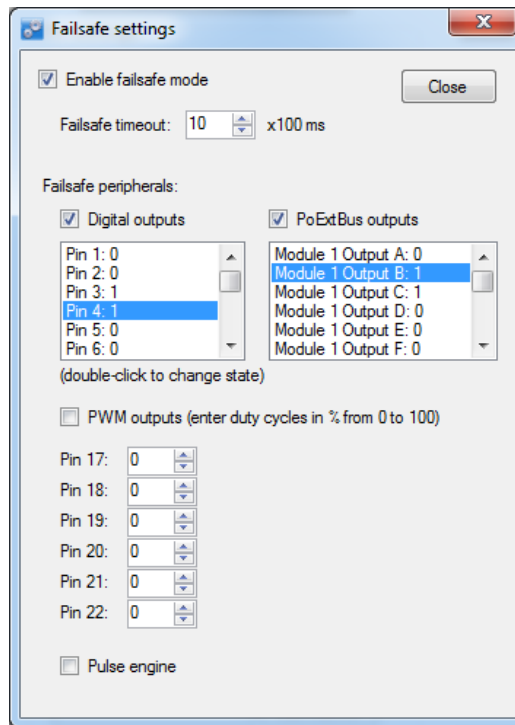 Failsafe settings
Enable failsafe mode
Close
Failsafe timeout: 10 x100 ms
Failsafe peripherals:
Digital outputs
PoExtBus outputs
Pin 1: 0
Pin 2: 0
Pin 3: 1
Pin 4: 1
Pin 5: 0
Pin 6: 0
Module 1 Output A: 0
Module 1 Output B: 1
Module 1 Output C: 1
Module 1 Output D: 0
Module 1 Output E: 0
Module 1 Output F: 0
(double-click to change state)
PWM outputs (enter duty cycles in % from 0 to 100)
Pin 17: 0
Pin 18: 0
Pin 19: 0
Pin 20: 0
Pin 21: 0
Pin 22: 0
Pulse engine